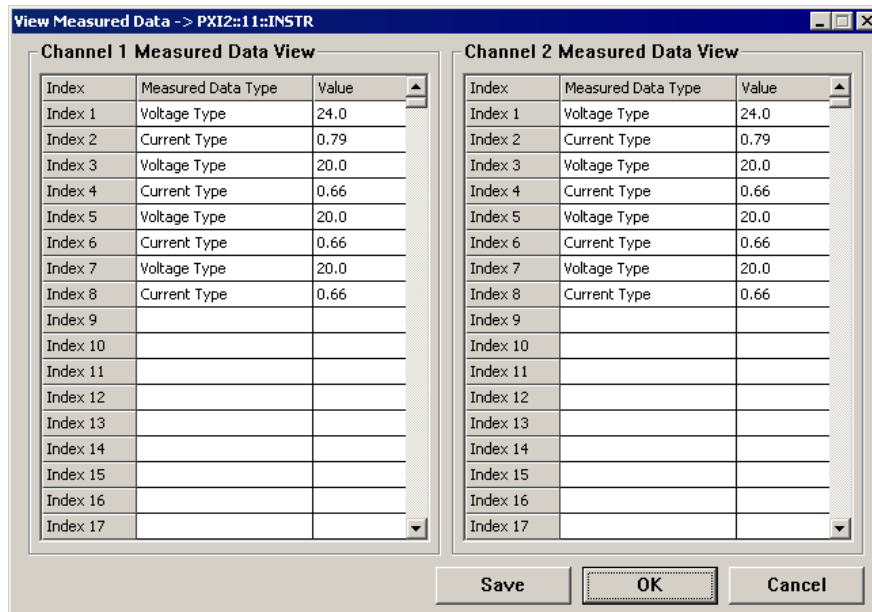 View Measured Data -> PXI2::11::INSTR
Channel 1 Measured Data View
Index Measured Data Type Value
Index 1 Voltage Type 24.0
Index 2 Current Type 0.79
Index 3 Voltage Type 20.0
Index 4 Current Type 0.66
Index 5 Voltage Type 20.0
Index 6 Current Type 0.66
Index 7 Voltage Type 20.0
Index 8 Current Type 0.66
Index 9
Index 10
Index 11
Index 12
Index 13
Index 14
Index 15
Index 16
Index 17
Channel 2 Measured Data View
Index Measured Data Type Value
Index 1 Voltage Type 24.0
Index 2 Current Type 0.79
Index 3 Voltage Type 20.0
Index 4 Current Type 0.66
Index 5 Voltage Type 20.0
Index 6 Current Type 0.66
Index 7 Voltage Type 20.0
Index 8 Current Type 0.66
Index 9
Index 10
Index 11
Index 12
Index 13
Index 14
Index 15
Index 16
Index 17
Save OK Cancel